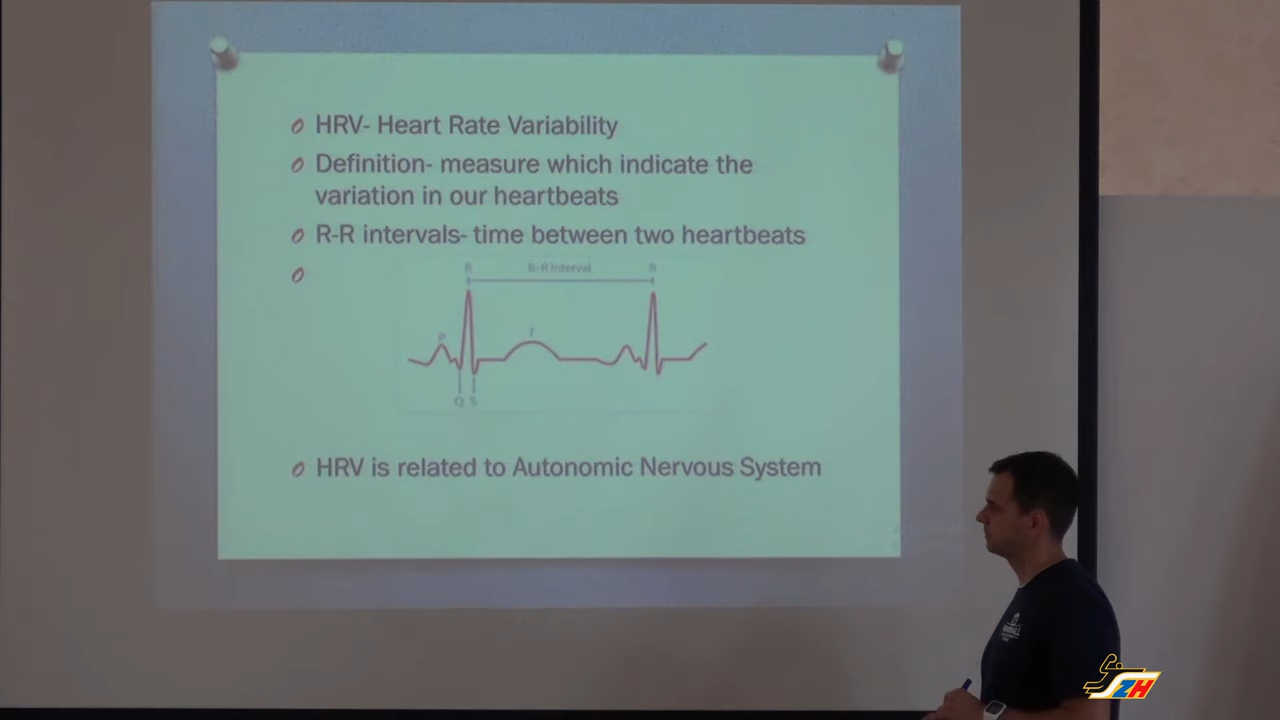 HRV- Heart Rate Variability
Definition- measure which indicate the
variation in our heartbeats
R-R intervals- time between two heartbeats
R R-R Interval R
P T
Q S
HRV is related to Autonomic Nervous System
SZH